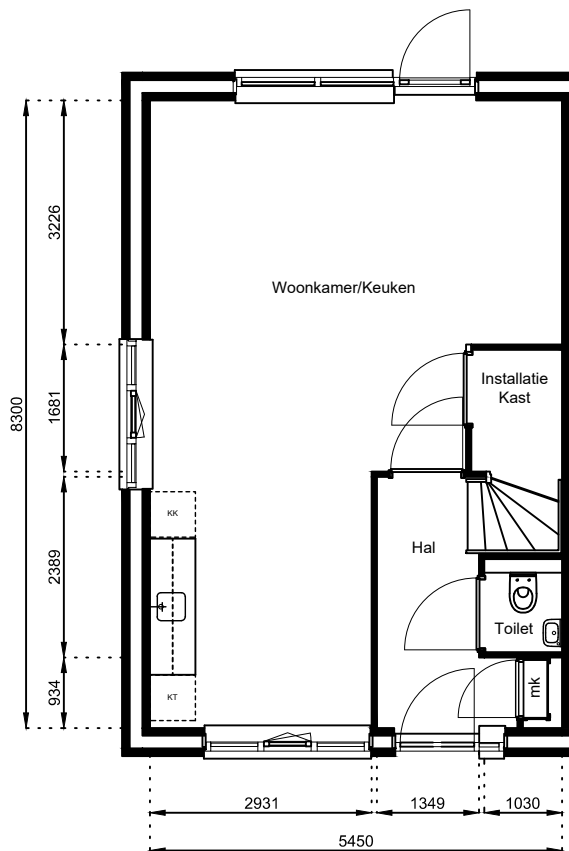 3226
Woonkamer/Keuken
Installatie
Kast
1681
8300
KK
Hal
2389
Toilet
934
KT
mk
2931
1349
1030
5450